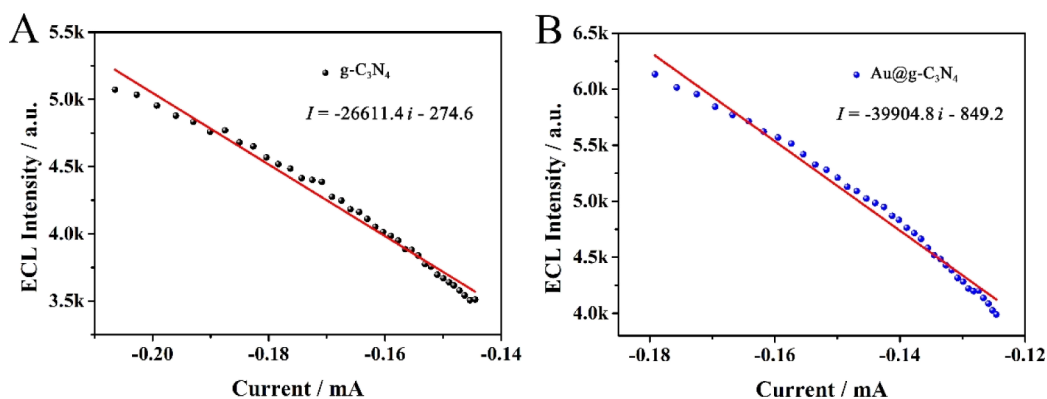 A
5.5k
5.0k
4.5k
4.0k
3.5k
ECL Intensity / a.u.
g-C₃N₄
I = -26611.4 i - 274.6
-0.20
-0.18
-0.16
-0.14
Current / mA
B
6.5k
6.0k
5.5k
5.0k
4.5k
4.0k
ECL Intensity / a.u.
Au@g-C₃N₄
I = -39904.8 i - 849.2
-0.18
-0.16
-0.14
-0.12
Current / mA